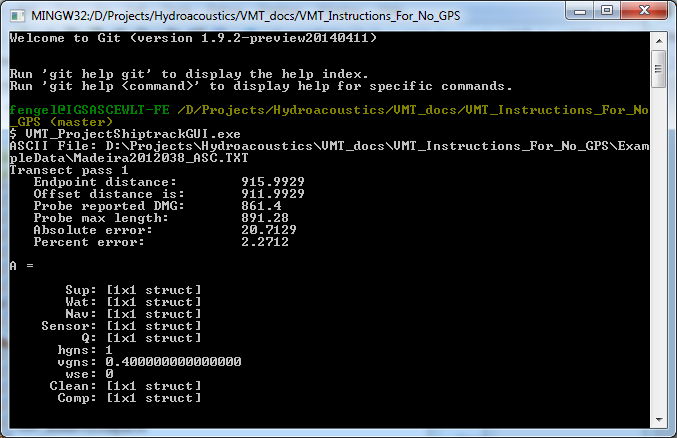 MINGW32:/D/Projects/Hydroacoustics/VMT_docs/VMT_Instructions_For_No_GPS
Welcome to Git (version 1.9.2-preview20140411)
Run 'git help git' to display the help index.
Run 'git help <command>' to display help for specific commands.
fengel@IGSASCEWLT-FE /D/Projects/Hydroacoustics/VMT_docs/VMT_Instructions_For_No
_GPS (master)
$ VMT_ProjectShiptrackGUI.exe
ASCII File: D:\Projects\Hydroacoustics\VMT_docs\VMT_Instructions_For_No_GPS\Exam
pleData\Madeira2012038_ASC.TXT
Transect pass 1
Endpoint distance: 915.9929
Offset distance is: 911.9929
Probe reported DMG: 861.4
Probe max length: 891.28
Absolute error: 20.7129
Percent error: 2.2712
A =
Sup: [1x1 struct]
Wat: [1x1 struct]
Nav: [1x1 struct]
Sensor: [1x1 struct]
Q: [1x1 struct]
hgns: 1
vgns: 0.400000000000000
wse: 0
Clean: [1x1 struct]
Comp: [1x1 struct]